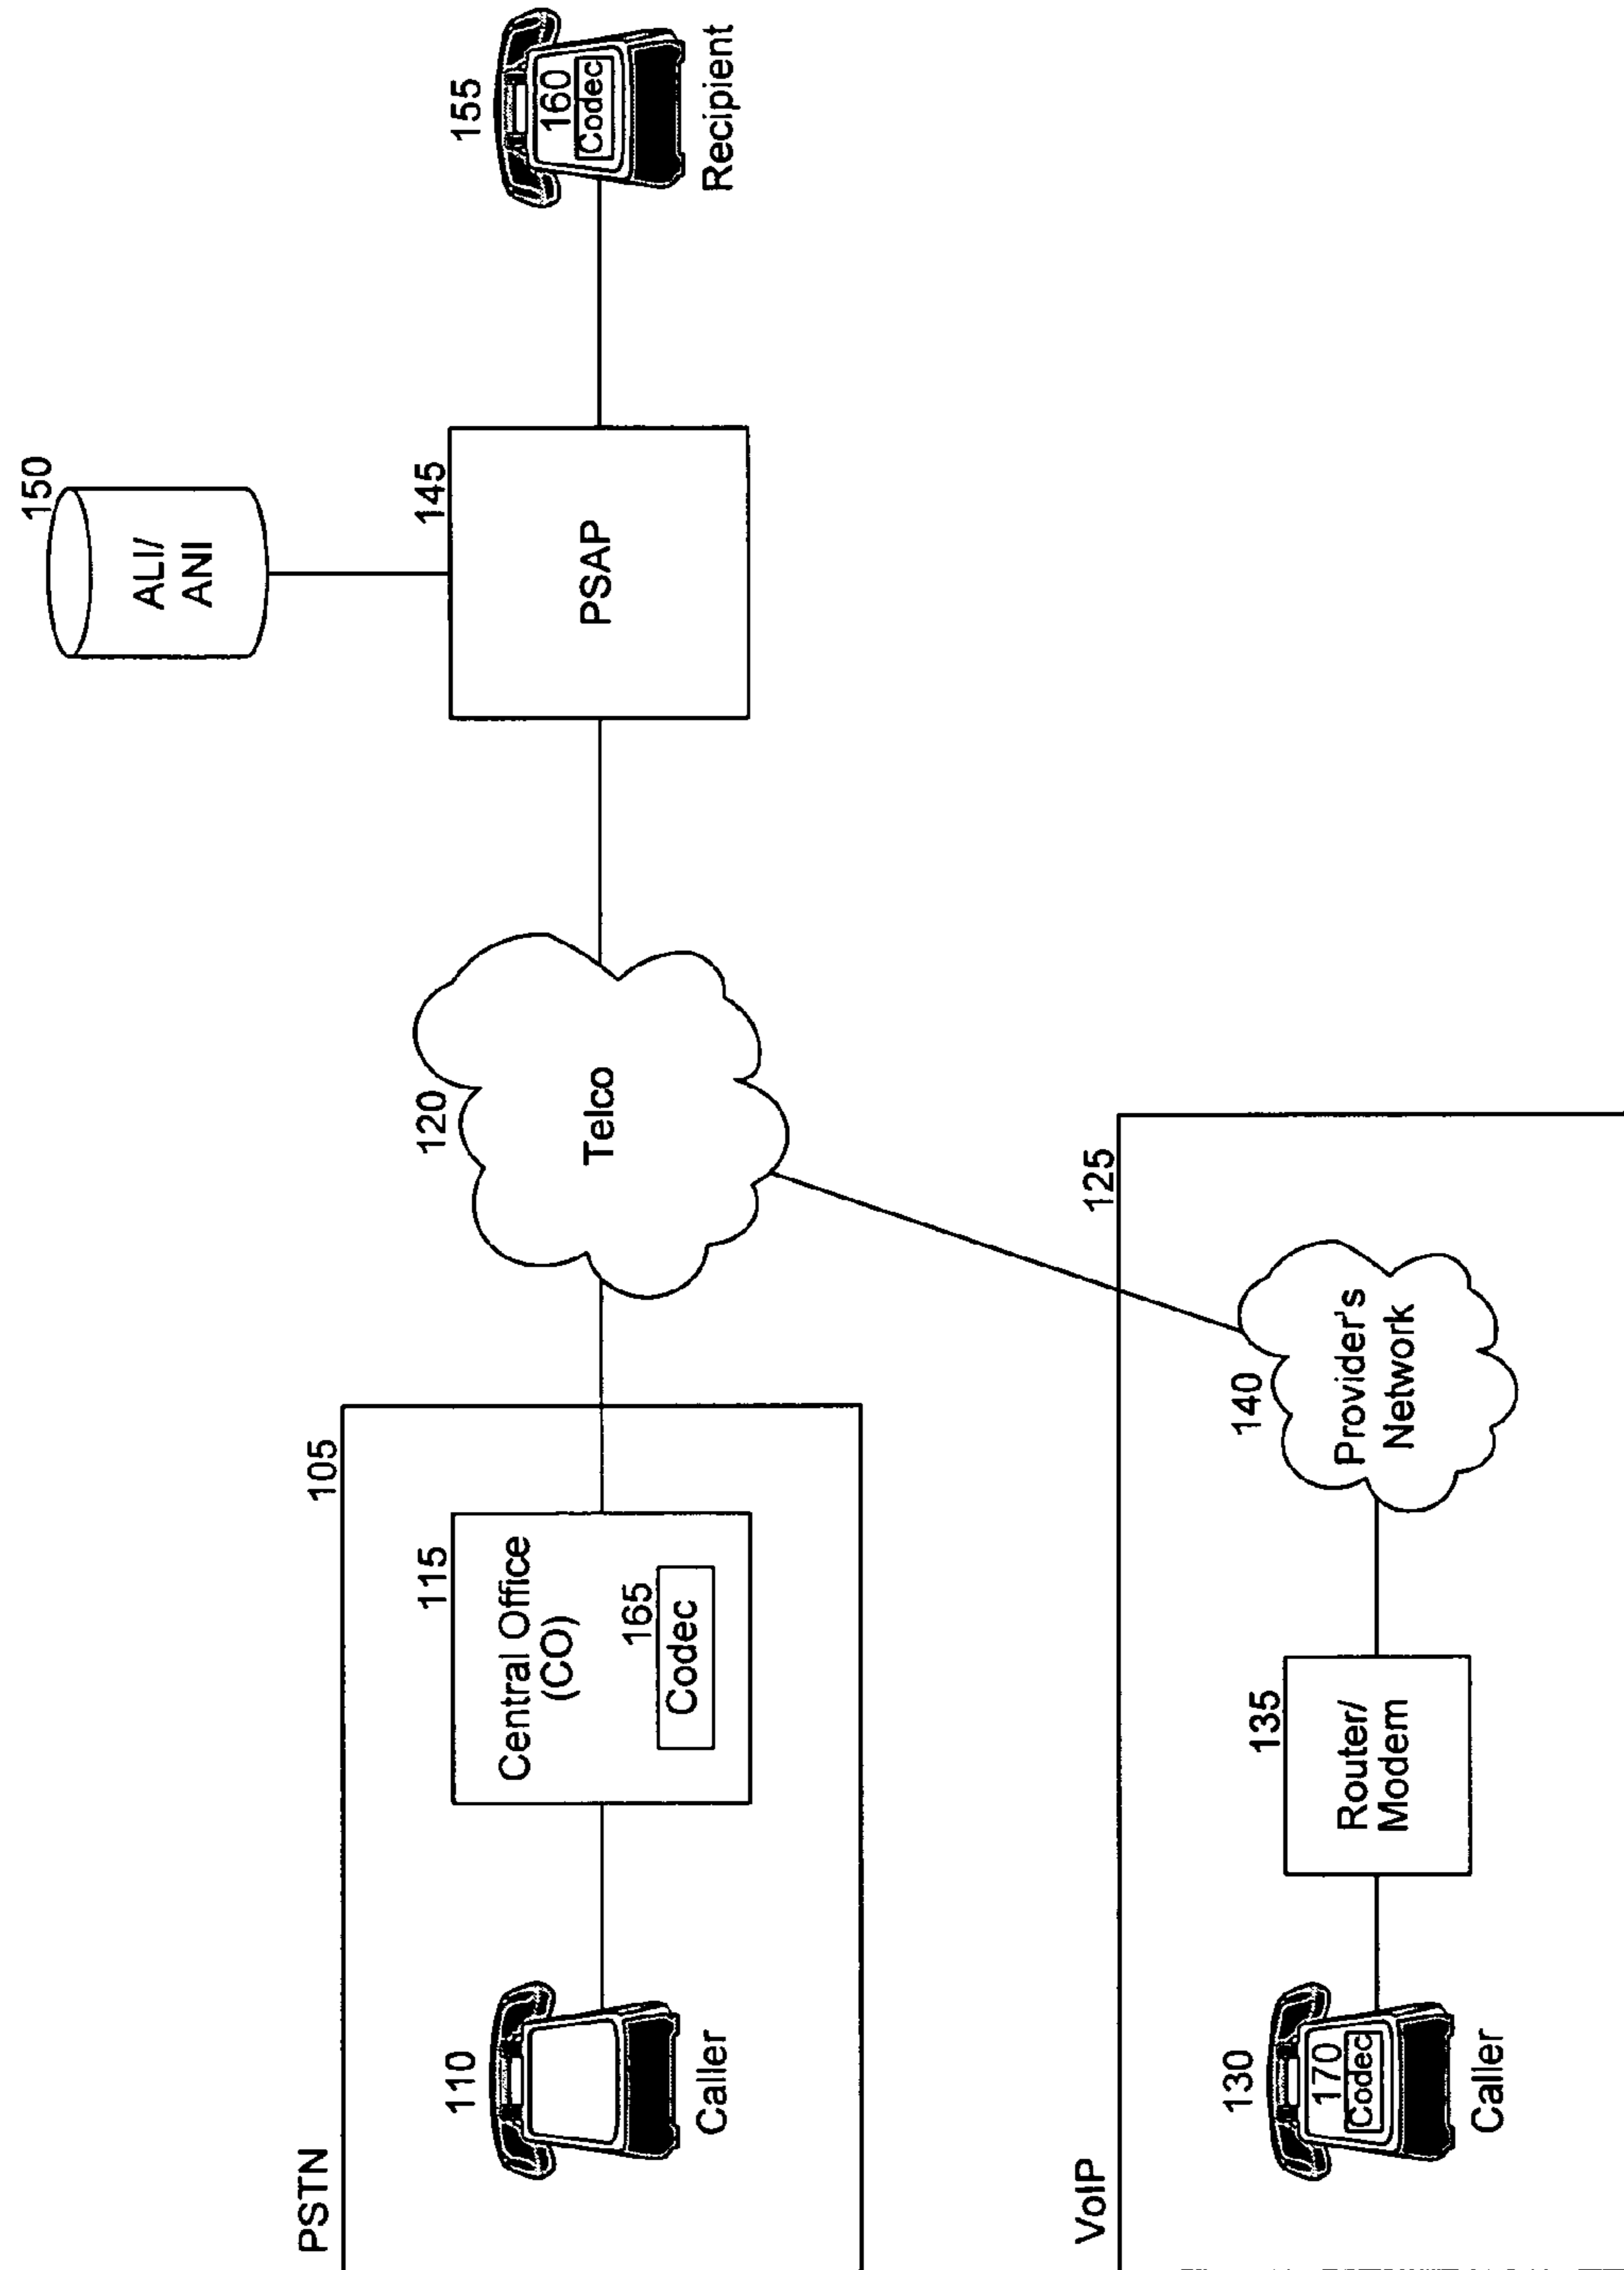 PSTN
105
110
Caller
115
Central Office
(CO)
165
Codec
120
Telco
150
ALI/
ANI
145
PSAP
155
160
Codec
Recipient
VoIP
125
130
170
Codec
Caller
135
Router/
Modem
140
Provider's
Network